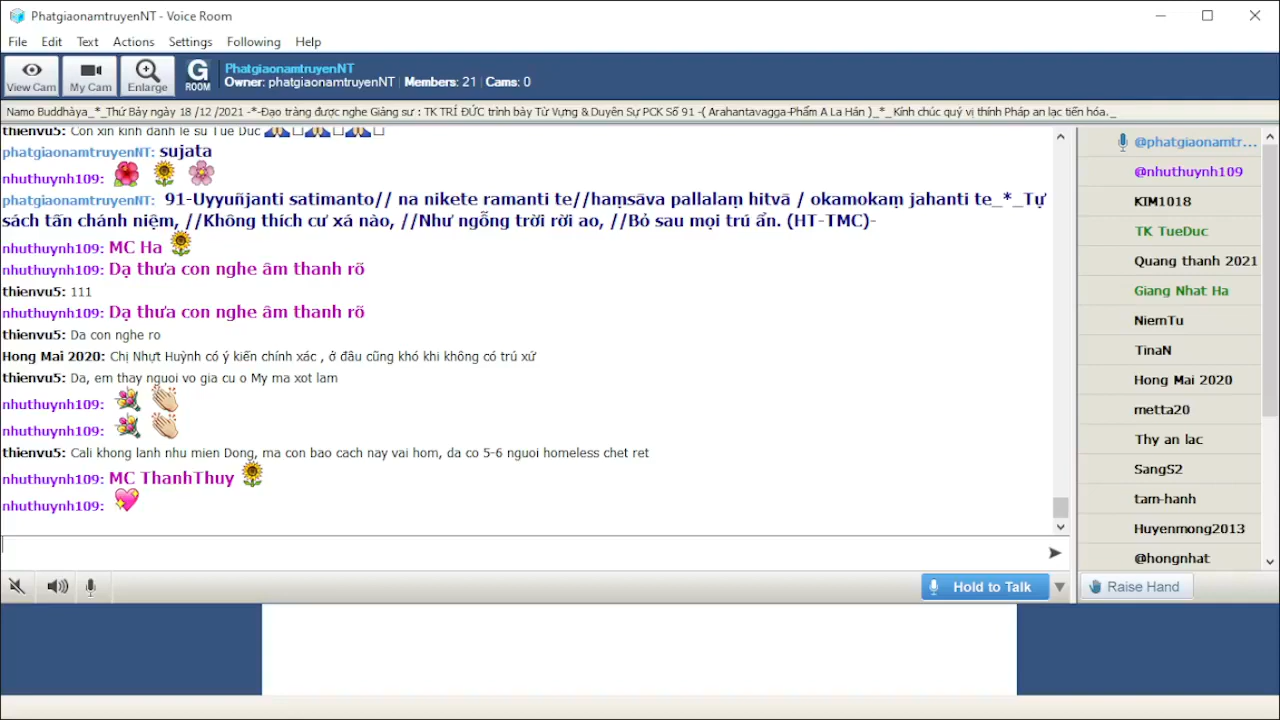 PhatgiaonamtruyenNT - Voice Room
File Edit Text Actions Settings Following Help
View Cam
My Cam
Enlarge
G ROOM
PhatgiaonamtruyenNT
Owner: phatgiaonamtruyenNT | Members: 21 | Cams: 0
Namo Buddhàya_*_Thứ Bảy ngày 18 /12 /2021 -*-Đạo tràng được nghe Giảng sư : TK TRÍ ĐỨC trình bày Từ Vựng & Duyên Sự PCK Số 91 -( Arahantavagga-Phẩm A La Hán )_*_ Kính chúc quý vị thính Pháp an lạc tiến hóa._
thienvu5: Con xin kinh danh le su Tue Duc
phatgiaonamtruyenNT: sujata
nhuthuynh109:
phatgiaonamtruyenNT: 91-Uyyuñjanti satimanto// na nikete ramanti te//haṃsāva pallalaṃ hitvā / okamokaṃ jahanti te_*_Tự
sách tấn chánh niệm, //Không thích cư xá nào, //Như ngỗng trời rời ao, //Bỏ sau mọi trú ẩn. (HT-TMC)-
nhuthuynh109: MC Ha
nhuthuynh109: Dạ thưa con nghe âm thanh rõ
thienvu5: 111
nhuthuynh109: Dạ thưa con nghe âm thanh rõ
thienvu5: Da con nghe ro
Hong Mai 2020: Chị Nhựt Huỳnh có ý kiến chính xác , ở đâu cũng khó khi không có trú xứ
thienvu5: Da, em thay nguoi vo gia cu o My ma xot lam
nhuthuynh109:
nhuthuynh109:
thienvu5: Cali khong lanh nhu mien Dong, ma con bao cach nay vai hom, da co 5-6 nguoi homeless chet ret
nhuthuynh109: MC ThanhThuy
nhuthuynh109:
@phatgiaonamtr...
@nhuthuynh109
KIM1018
TK TueDuc
Quang thanh 2021
Giang Nhat Ha
NiemTu
TinaN
Hong Mai 2020
metta20
Thy an lac
SangS2
tam-hanh
Huyenmong2013
@hongnhat
Hold to Talk
Raise Hand